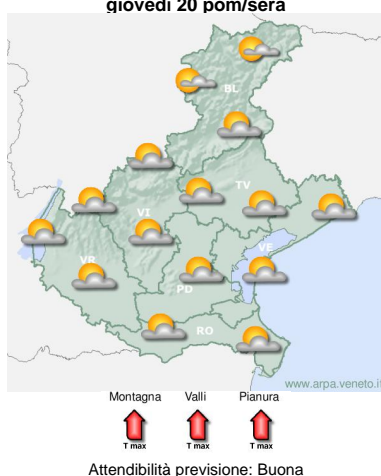 giovedì 20 pom/sera
BL
TV
VI
VE
VR
PD
RO
www.arpa.veneto.it
Montagna Valli Pianura
T max T max T max
Attendibilità previsione: Buona